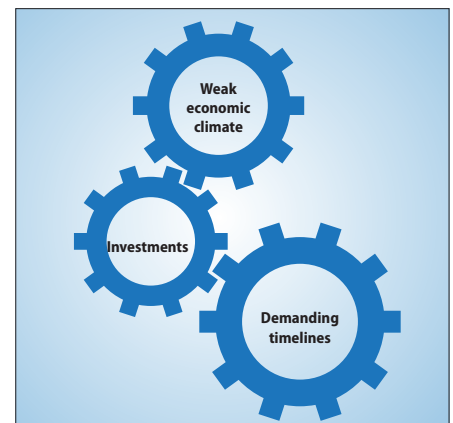 Weak
economic
climate
Investments
Demanding
timelines